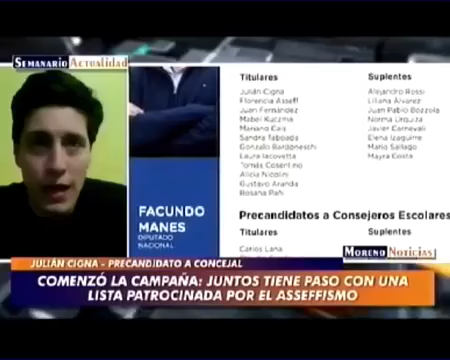 SEMANARIO ACTUALIDAD
Titulares
Julián Cigna
Florencia Asseff
Juan Fernández
Mabel Kuczma
Mariano Caia
Sandra Taboada
Gonzalo Bardoneschi
Laura Iacovetta
Tomás Cosentino
Alicia Nicolini
Gustavo Aranda
Rosana Pañi
Suplentes
Alejandro Rossi
Liliana Álvarez
Juan Pablo Bozzola
Norma Urquiza
Javier Carnevali
Elena Izaguirre
Mario Sallago
Mayra Costa
FACUNDO
MANES
DIPUTADO
NACIONAL
Precandidatos a Consejeros Escolares
Titulares
Suplentes
Carlos Lana
MORENO NOTICIAS
JULIÁN CIGNA - PRECANDIDATO A CONCEJAL
COMENZÓ LA CAMPAÑA: JUNTOS TIENE PASO CON UNA
LISTA PATROCINADA POR EL ASSEFFISMO